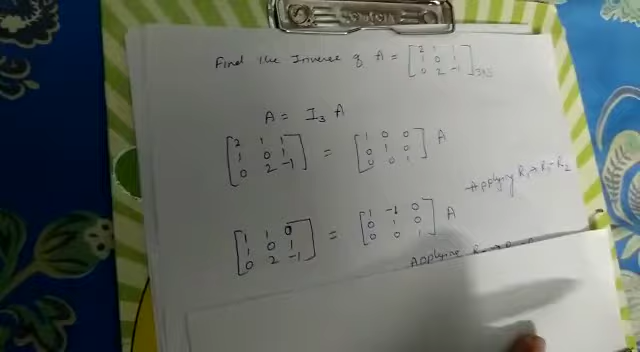 Find the Inverse of A = [ 2 1 1
1 0 1
0 2 -1 ]3x3
A = I3 A
[ 2 1 1
1 0 1
0 2 -1 ] = [ 1 0 0
0 1 0
0 0 1 ] A
Applying R1 → R1 - R2
[ 1 1 0
1 0 1
0 2 -1 ] = [ 1 -1 0
0 1 0
0 0 1 ] A
Applying